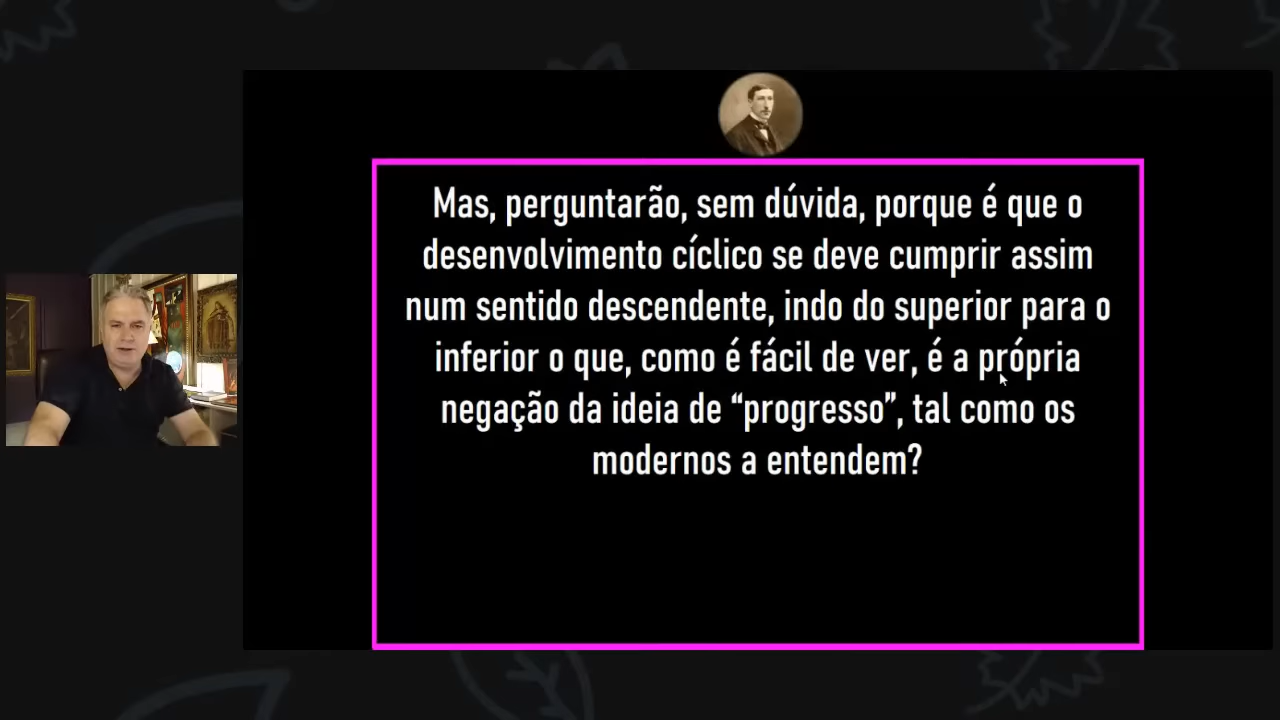 Mas, perguntarão, sem dúvida, porque é que o
desenvolvimento cíclico se deve cumprir assim
num sentido descendente, indo do superior para o
inferior o que, como é fácil de ver, é a própria
negação da ideia de “progresso”, tal como os
modernos a entendem?